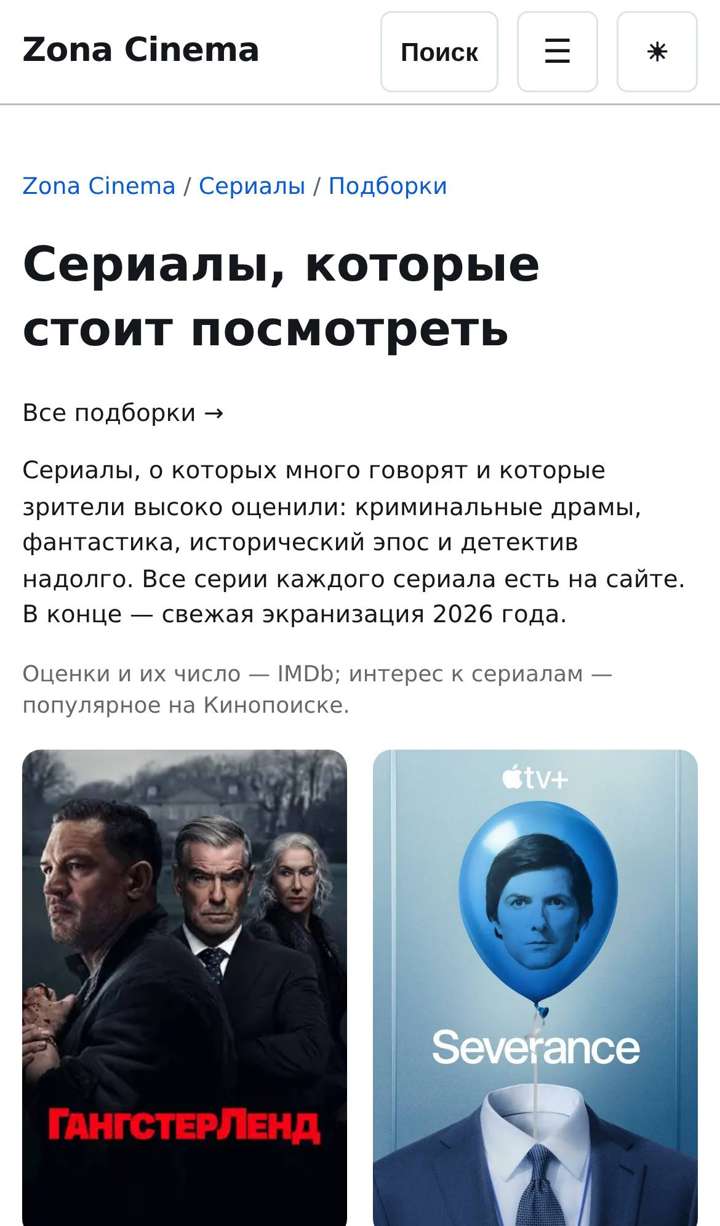 Zona Cinema
Поиск
Zona Cinema / Сериалы / Подборки
Сериалы, которые
стоит посмотреть
Все подборки →
Сериалы, о которых много говорят и которые
зрители высоко оценили: криминальные драмы,
фантастика, исторический эпос и детектив
надолго. Все серии каждого сериала есть на сайте.
В конце — свежая экранизация 2026 года.
Оценки и их число — IMDb; интерес к сериалам —
популярное на Кинопоиске.
ГАНГСТЕРЛЕНД
tv+
Severance